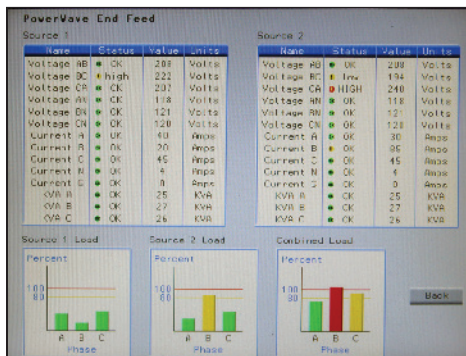 PowerWave End Feed
Source 1
Name Status Value Units
Voltage AB OK 208 Volts
Voltage BC high 222 Volts
Voltage CA OK 207 Volts
Voltage AN OK 118 Volts
Voltage BN OK 121 Volts
Voltage CN OK 120 Volts
Current A OK 40 Amps
Current B OK 20 Amps
Current C OK 45 Amps
Current N OK 4 Amps
Current G OK 0 Amps
KVA A OK 25 KVA
KVA B OK 27 KVA
KVA C OK 26 KVA
Source 2
Name Status Value Units
Voltage AB OK 208 Volts
Voltage BC low 194 Volts
Voltage CA HIGH 240 Volts
Voltage AN OK 118 Volts
Voltage BN OK 121 Volts
Voltage CN OK 120 Volts
Current A OK 30 Amps
Current B OK Amps
Current C OK 45 Amps
Current N OK 4 Amps
Current G OK 0 Amps
KVA A OK 25 KVA
KVA B OK 27 KVA
KVA C OK 26 KVA
Source 1 Load
Percent
100
80
A B C
Phase
Source 2 Load
Percent
100
80
A B C
Phase
Combined Load
Percent
100
80
A B C
Phase
Back